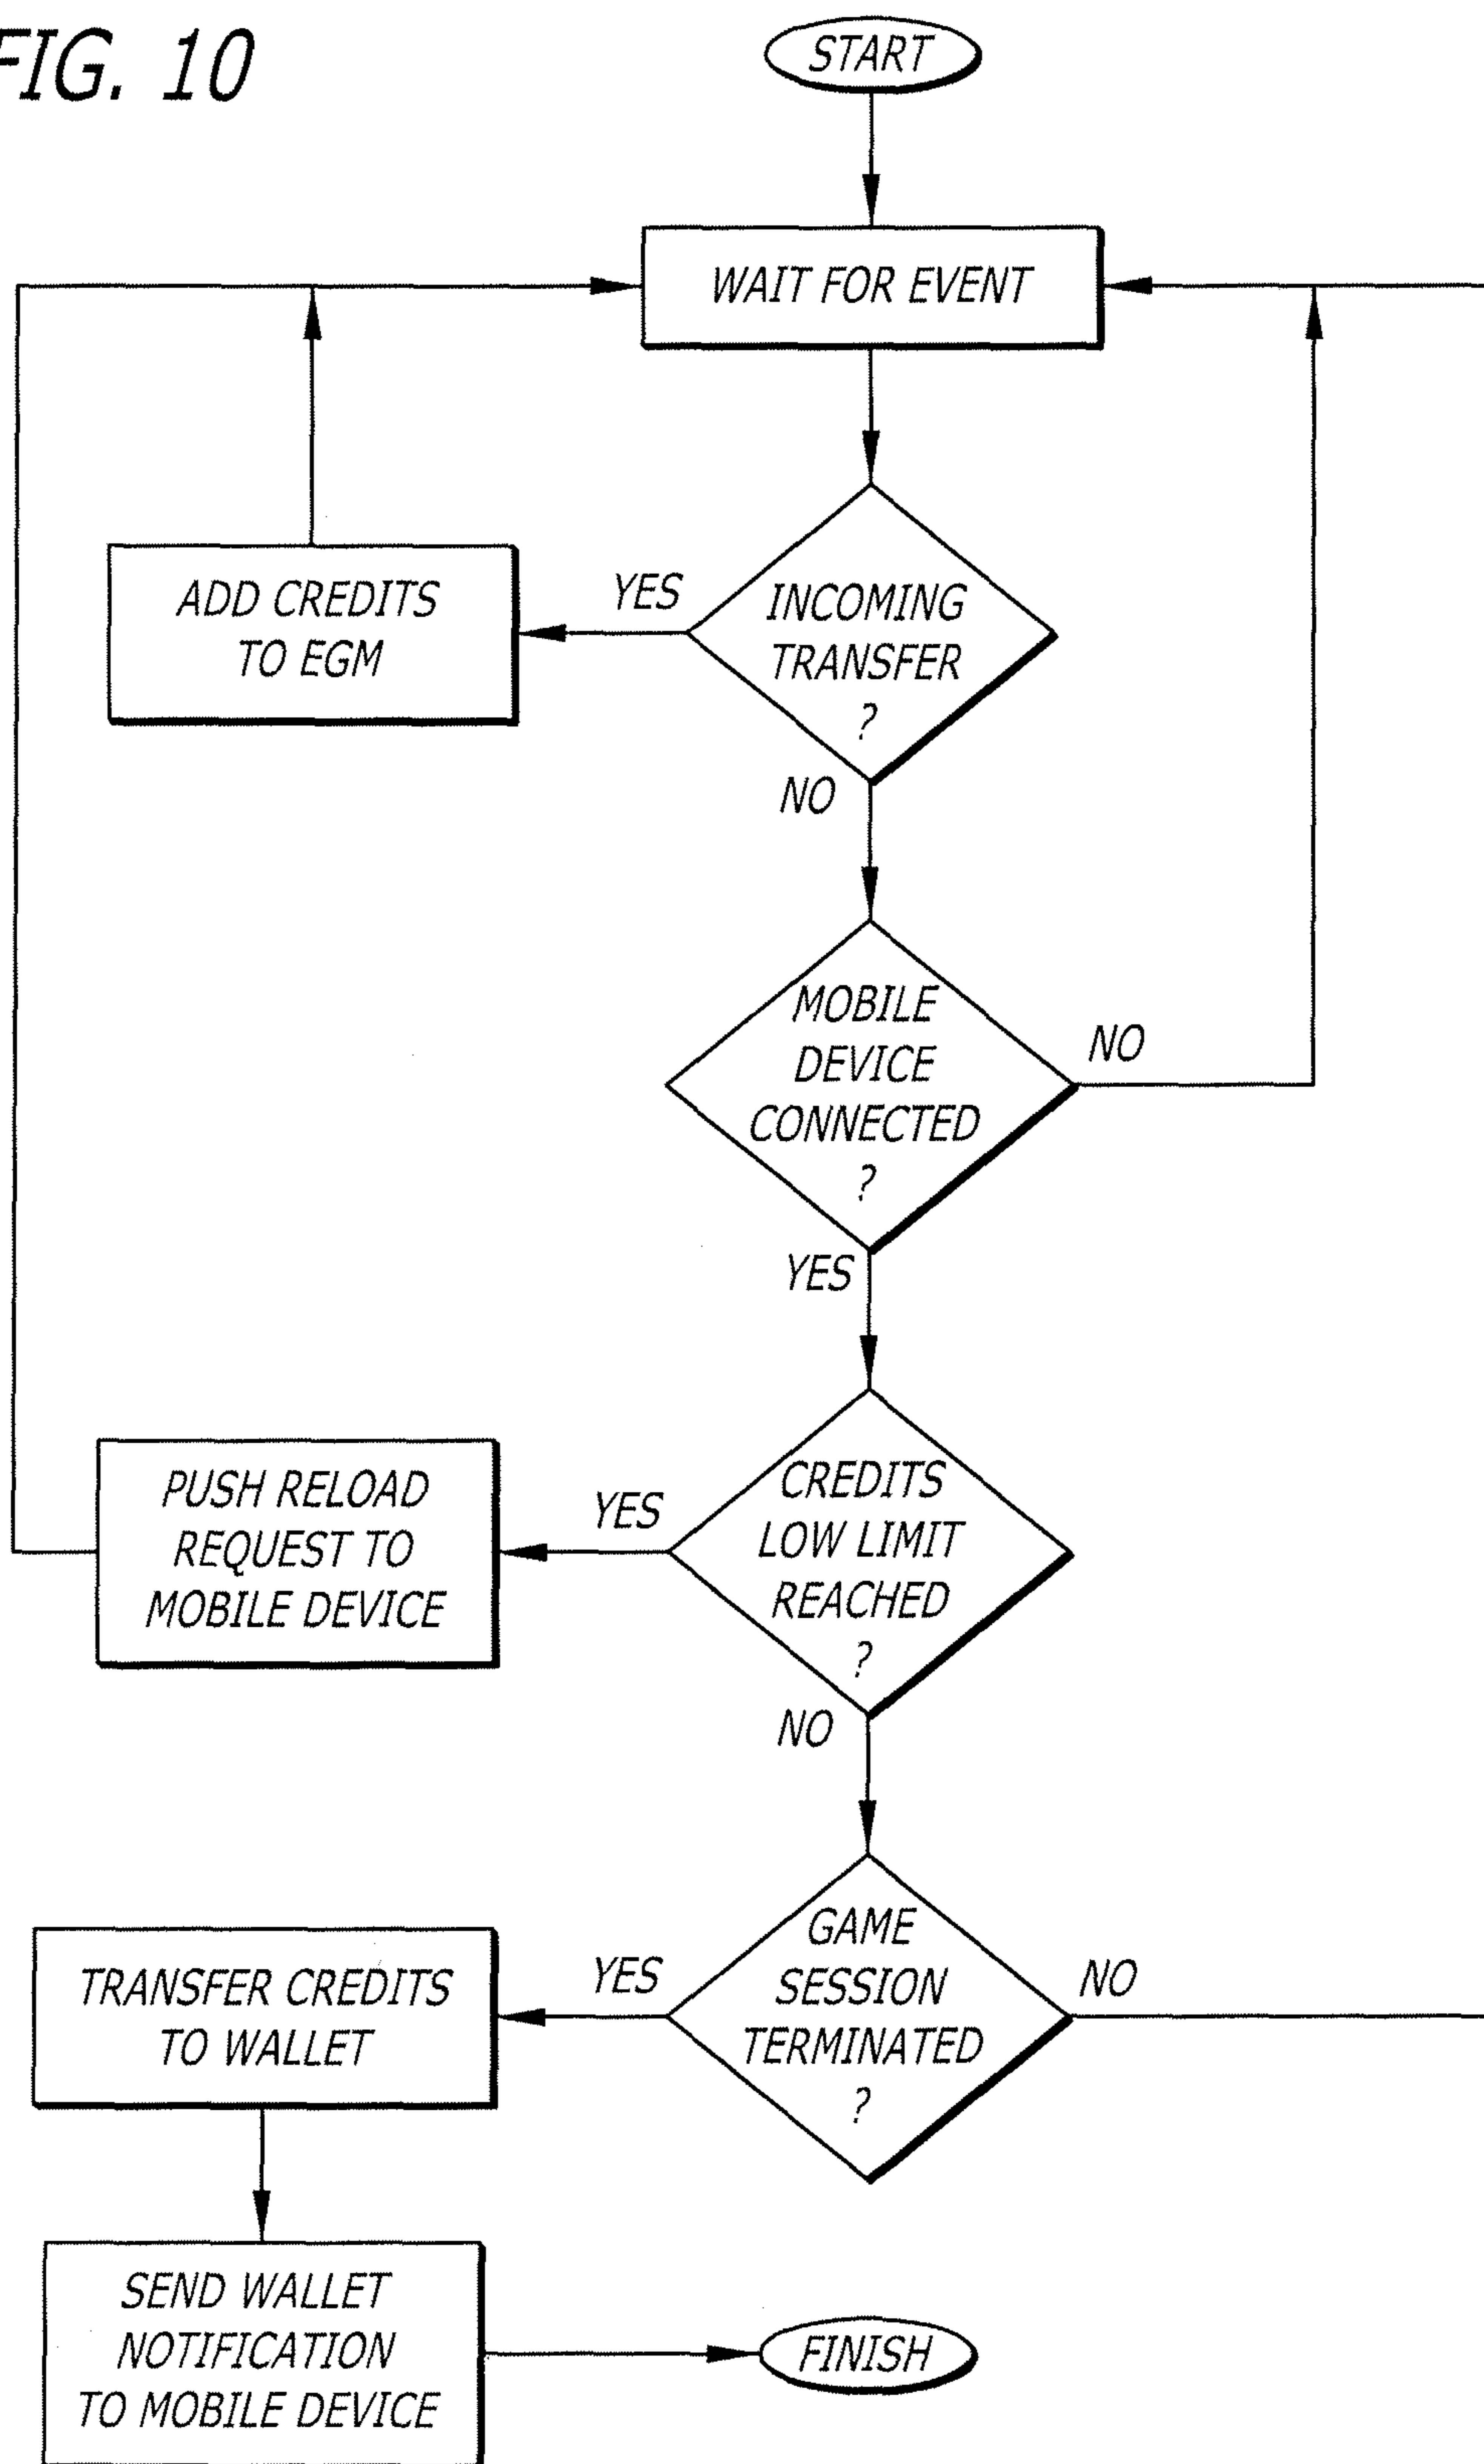 FIG. 10
START
WAIT FOR EVENT
ADD CREDITS
TO EGM
YES
INCOMING
TRANSFER
?
NO
MOBILE
DEVICE
CONNECTED
?
NO
YES
PUSH RELOAD
REQUEST TO
MOBILE DEVICE
YES
CREDITS
LOW LIMIT
REACHED
?
NO
TRANSFER CREDITS
TO WALLET
YES
GAME
SESSION
TERMINATED
?
NO
SEND WALLET
NOTIFICATION
TO MOBILE DEVICE
FINISH